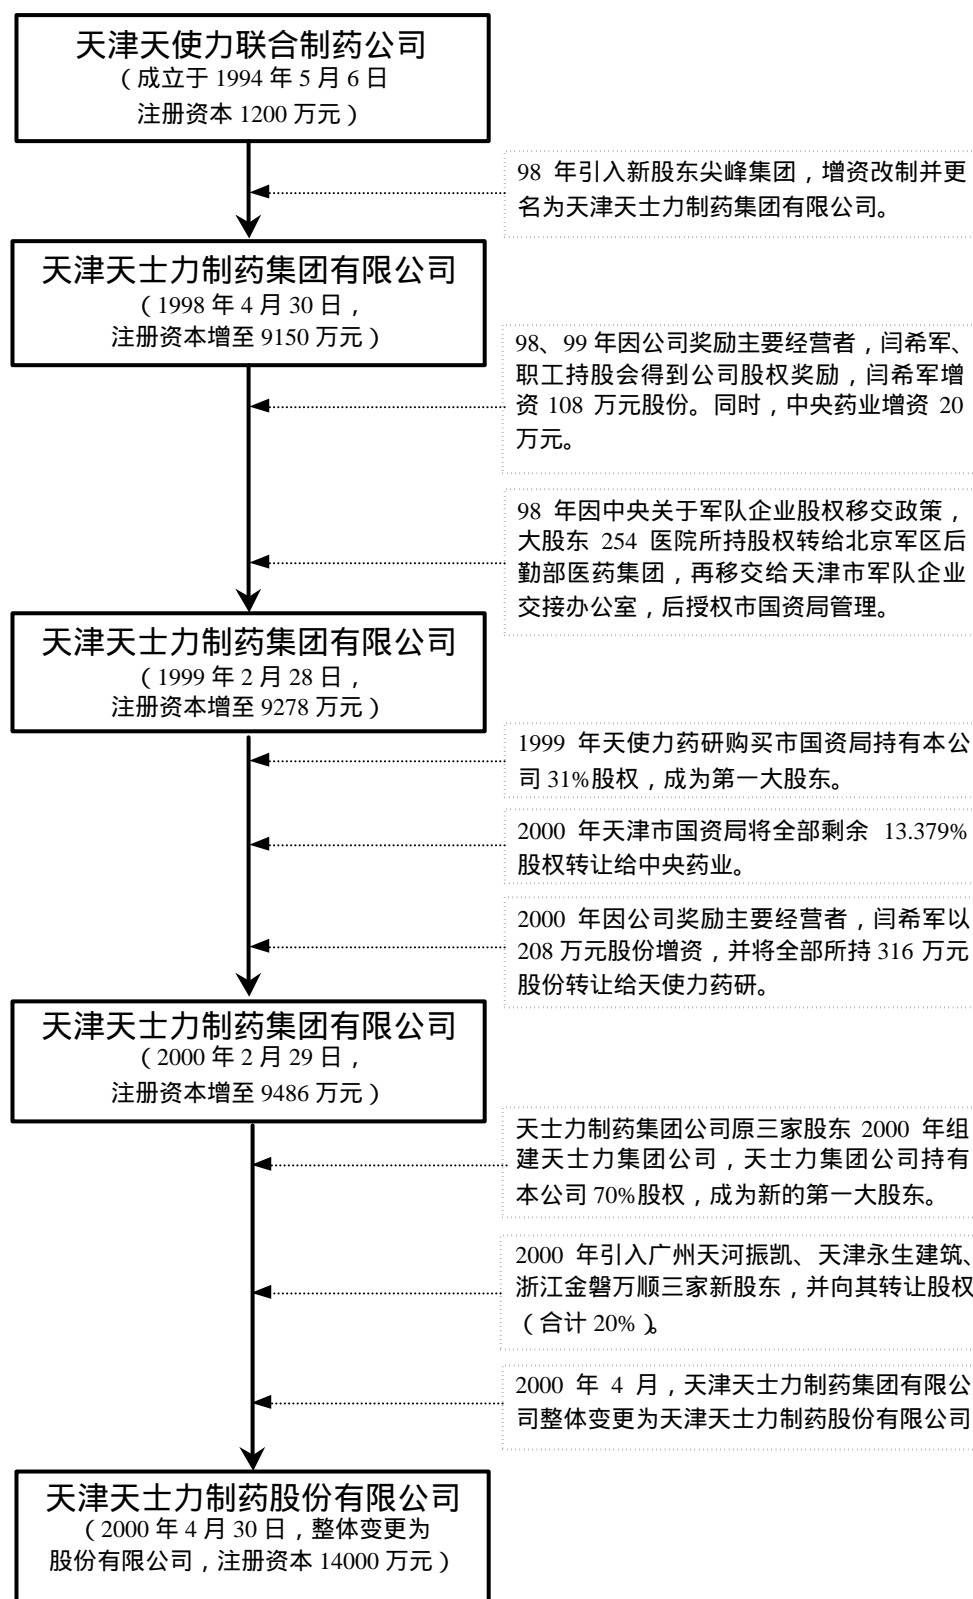 天津天使力联合制药公司
（成立于 1994 年 5 月 6 日
注册资本 1200 万元）
98 年引入新股东尖峰集团，增资改制并更
名为天津天士力制药集团有限公司。
天津天士力制药集团有限公司
（1998 年 4 月 30 日，
注册资本增至 9150 万元）
98、99 年因公司奖励主要经营者，闫希军、
职工持股会得到公司股权奖励，闫希军增
资 108 万元股份。同时，中央药业增资 20
万元。
98 年因中央关于军队企业股权移交政策，
大股东 254 医院所持股权转给北京军区后
勤部医药集团，再移交给天津市军队企业
交接办公室，后授权市国资局管理。
天津天士力制药集团有限公司
（1999 年 2 月 28 日，
注册资本增至 9278 万元）
1999 年天使力药研购买市国资局持有本公
司 31%股权，成为第一大股东。
2000 年天津市国资局将全部剩余 13.379%
股权转让给中央药业。
2000 年因公司奖励主要经营者，闫希军以
208 万元股份增资，并将全部所持 316 万元
股份转让给天使力药研。
天津天士力制药集团有限公司
（2000 年 2 月 29 日，
注册资本增至 9486 万元）
天士力制药集团公司原三家股东 2000 年组
建天士力集团公司，天士力集团公司持有
本公司 70%股权，成为新的第一大股东。
2000 年引入广州天河振凯、天津永生建筑、
浙江金磐万顺三家新股东，并向其转让股权
（合计 20%）。
2000 年 4 月，天津天士力制药集团有限公
司整体变更为天津天士力制药股份有限公司
天津天士力制药股份有限公司
（2000 年 4 月 30 日，整体变更为
股份有限公司，注册资本 14000 万元）